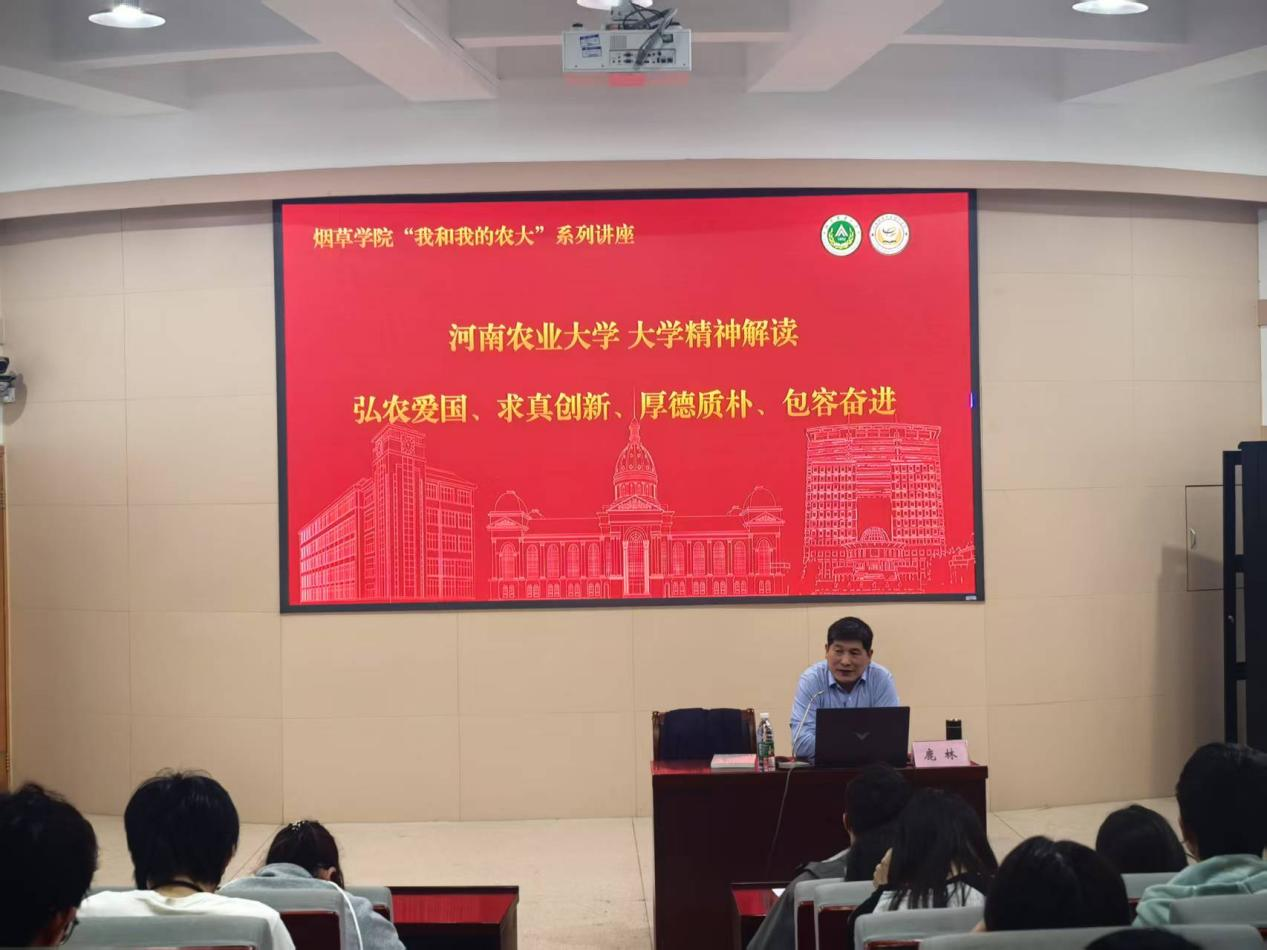 烟草学院“我和我的农大”系列讲座
河南农业大学 大学精神解读
弘农爱国、求真创新、厚德质朴、包容奋进
鹿 林